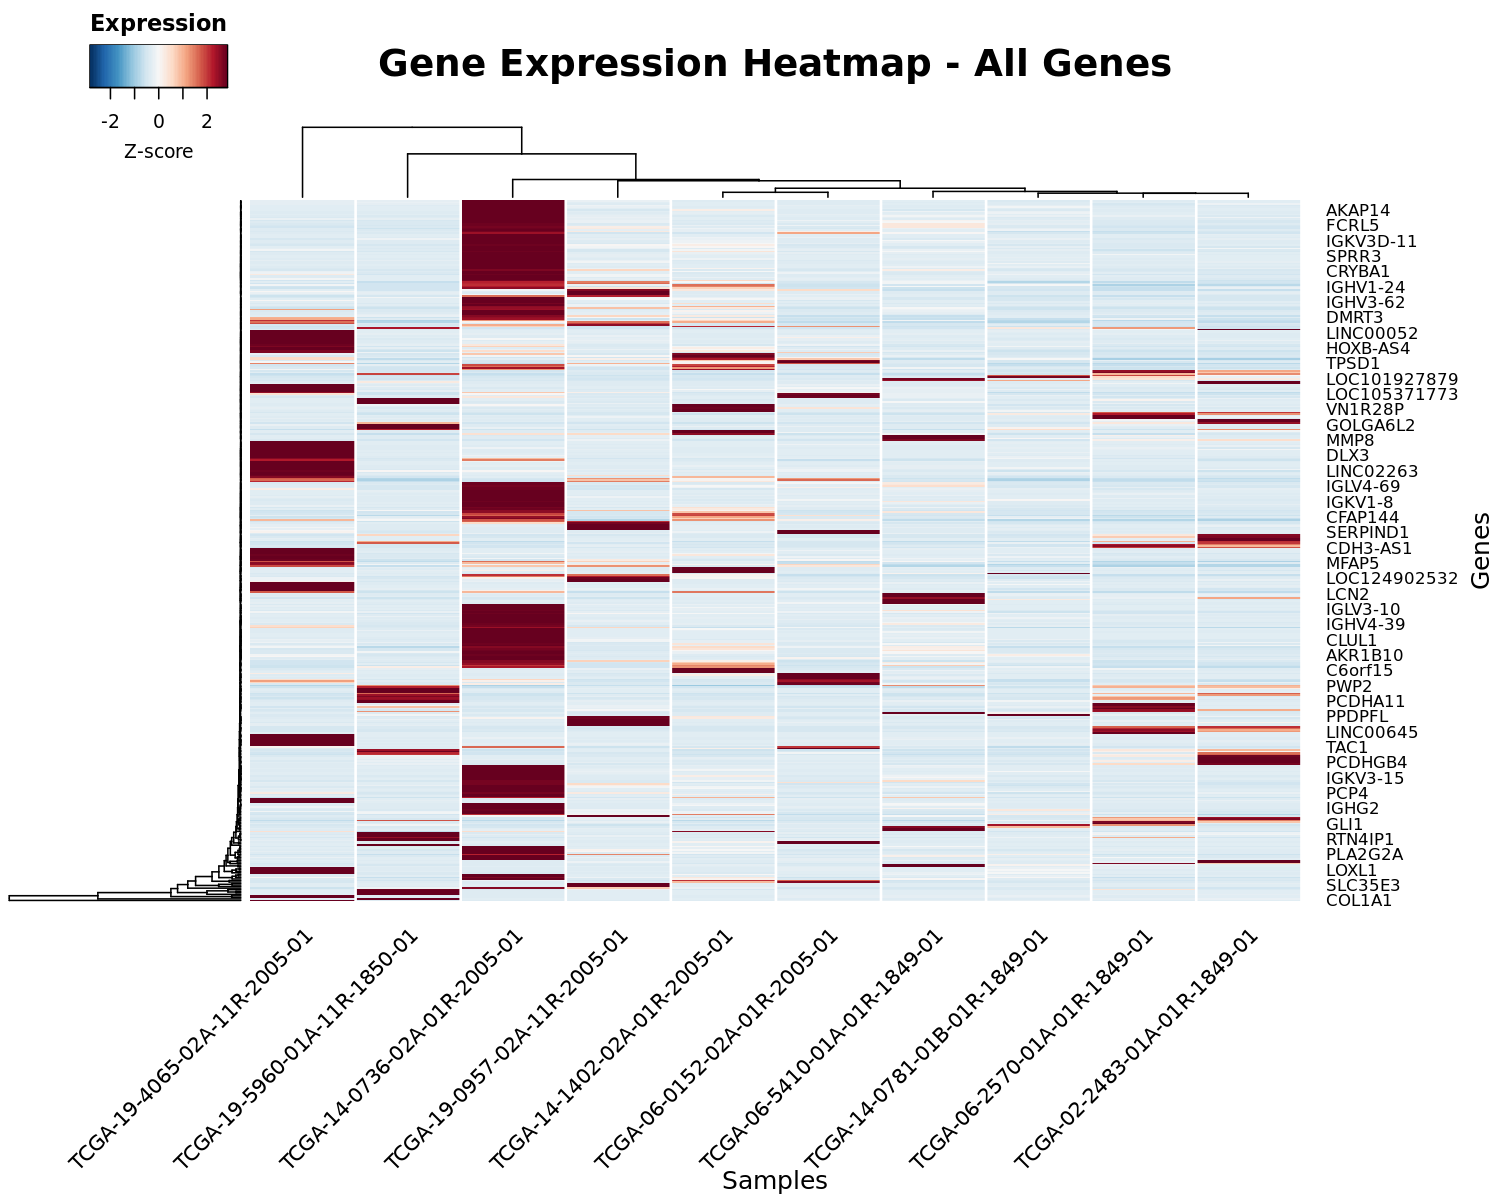 Expression
Gene Expression Heatmap - All Genes
-2 0 2
Z-score
AKAP14
FCRL5
IGKV3D-11
SPRR3
CRYBA1
IGHV1-24
IGHV3-62
DMRT3
LINC00052
HOXB-AS4
TPSD1
LOC101927879
LOC105371773
VN1R28P
GOLGA6L2
MMP8
DLX3
LINC02263
IGLV4-69
IGKV1-8
CFAP144
SERPIND1
CDH3-AS1
MFAP5
LOC124902532
LCN2
IGLV3-10
IGHV4-39
CLUL1
AKR1B10
C6orf15
PWP2
PCDHA11
PPDPFL
LINC00645
TAC1
PCDHGB4
IGKV3-15
PCP4
IGHG2
GLI1
RTN4IP1
PLA2G2A
LOXL1
SLC35E3
COL1A1
Genes
TCGA-19-4065-02A-11R-2005-01
TCGA-19-5960-01A-11R-1850-01
TCGA-14-0736-02A-01R-2005-01
TCGA-19-0957-02A-11R-2005-01
TCGA-14-1402-02A-01R-2005-01
TCGA-06-0152-02A-01R-2005-01
TCGA-06-5410-01A-01R-1849-01
TCGA-14-0781-01B-01R-1849-01
TCGA-06-2570-01A-01R-1849-01
TCGA-02-2483-01A-01R-1849-01
Samples